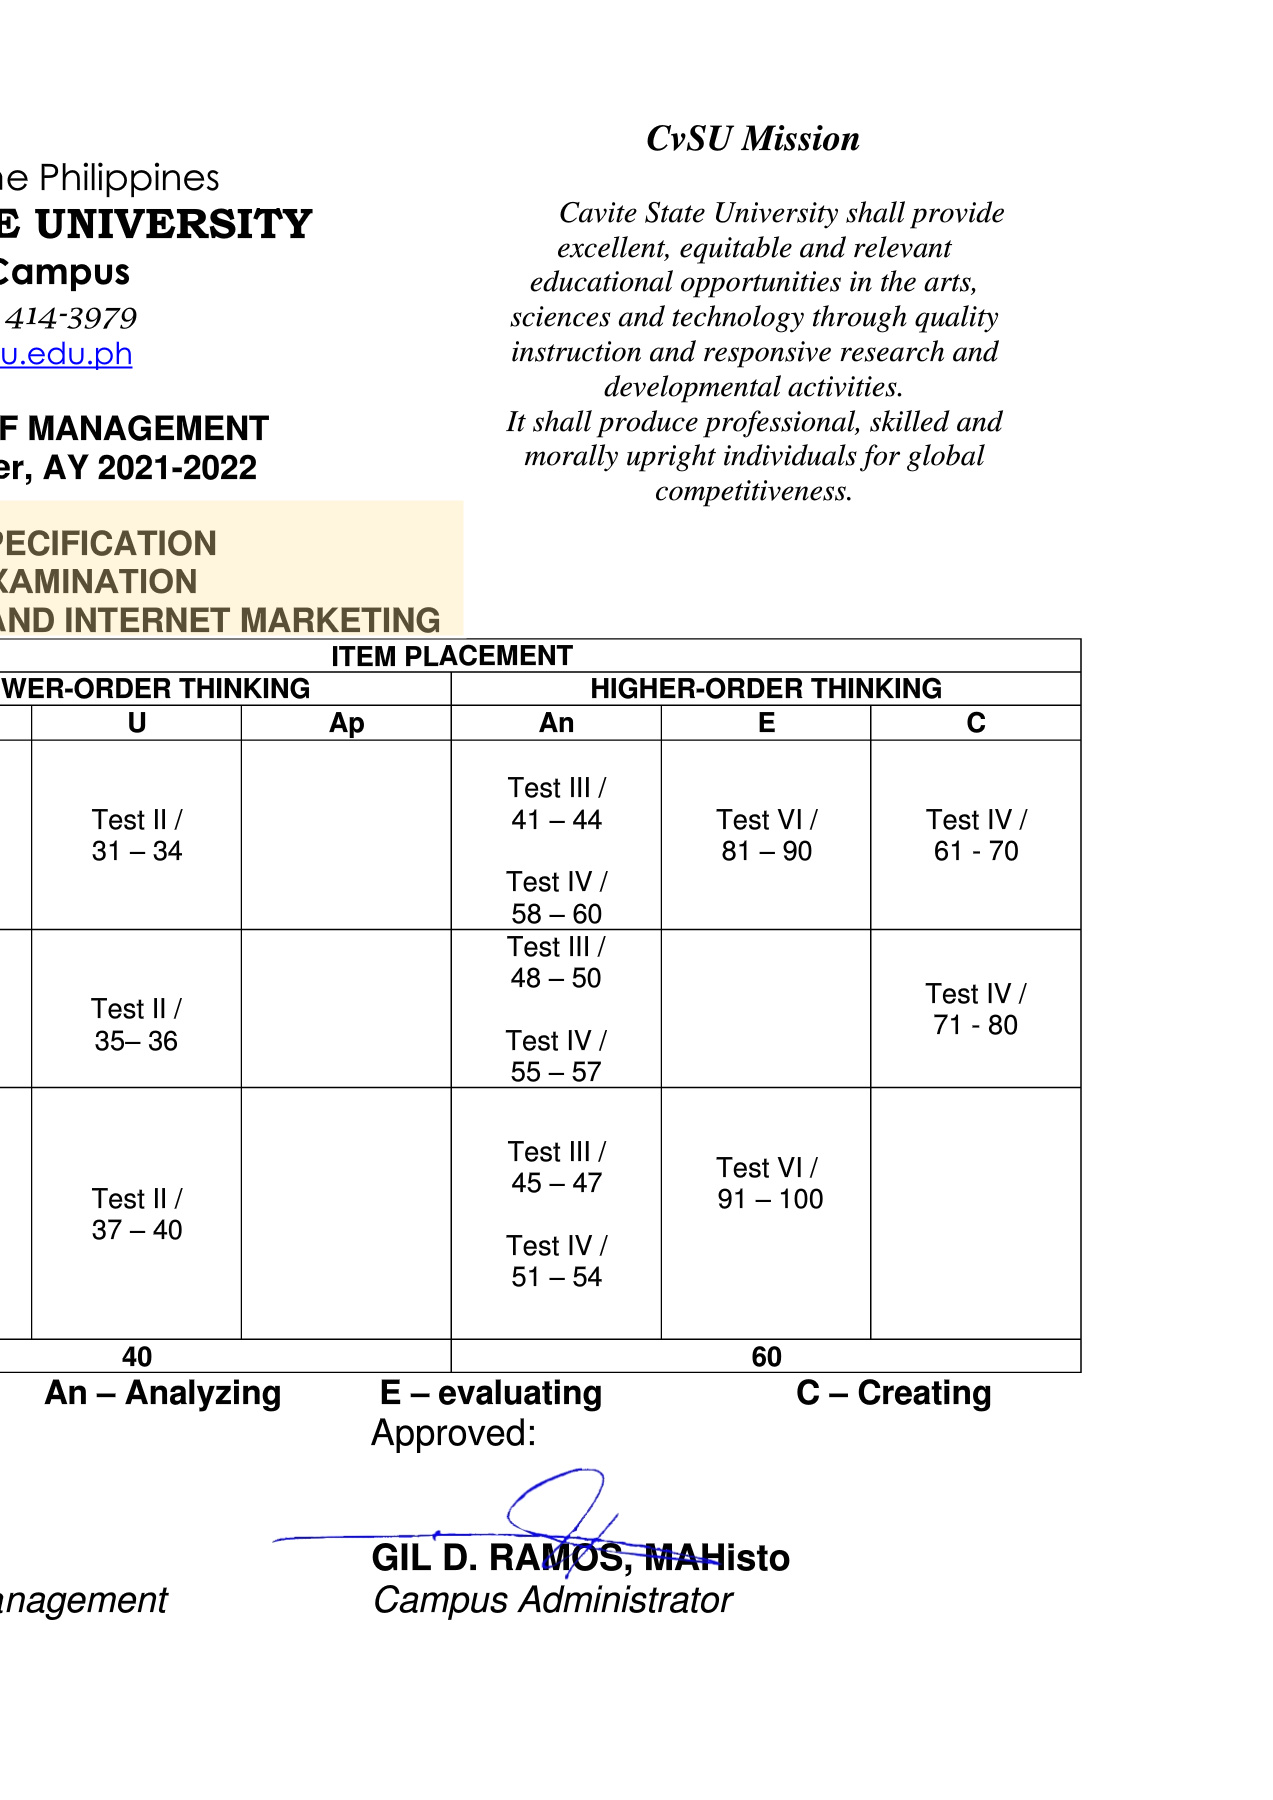 CvSU Mission
ne Philippines
E UNIVERSITY
Campus
414-3979
u.edu.ph
F MANAGEMENT
er, AY 2021-2022
Cavite State University shall provide
excellent, equitable and relevant
educational opportunities in the arts,
sciences and technology through quality
instruction and responsive research and
developmental activities.
It shall produce professional, skilled and
morally upright individuals for global
competitiveness.
PECIFICATION
XAMINATION
AND INTERNET MARKETING
ITEM PLACEMENT
WER-ORDER THINKING HIGHER-ORDER THINKING
U Ap An E C
Test II /
31 – 34
Test III /
41 – 44
Test IV /
58 – 60
Test VI /
81 – 90
Test IV /
61 - 70
Test II /
35– 36
Test III /
48 – 50
Test IV /
55 – 57
Test IV /
71 - 80
Test II /
37 – 40
Test III /
45 – 47
Test IV /
51 – 54
Test VI /
91 – 100
40 60
An – Analyzing E – evaluating C – Creating
Approved:
GIL D. RAMOS, MAHisto
anagement Campus Administrator